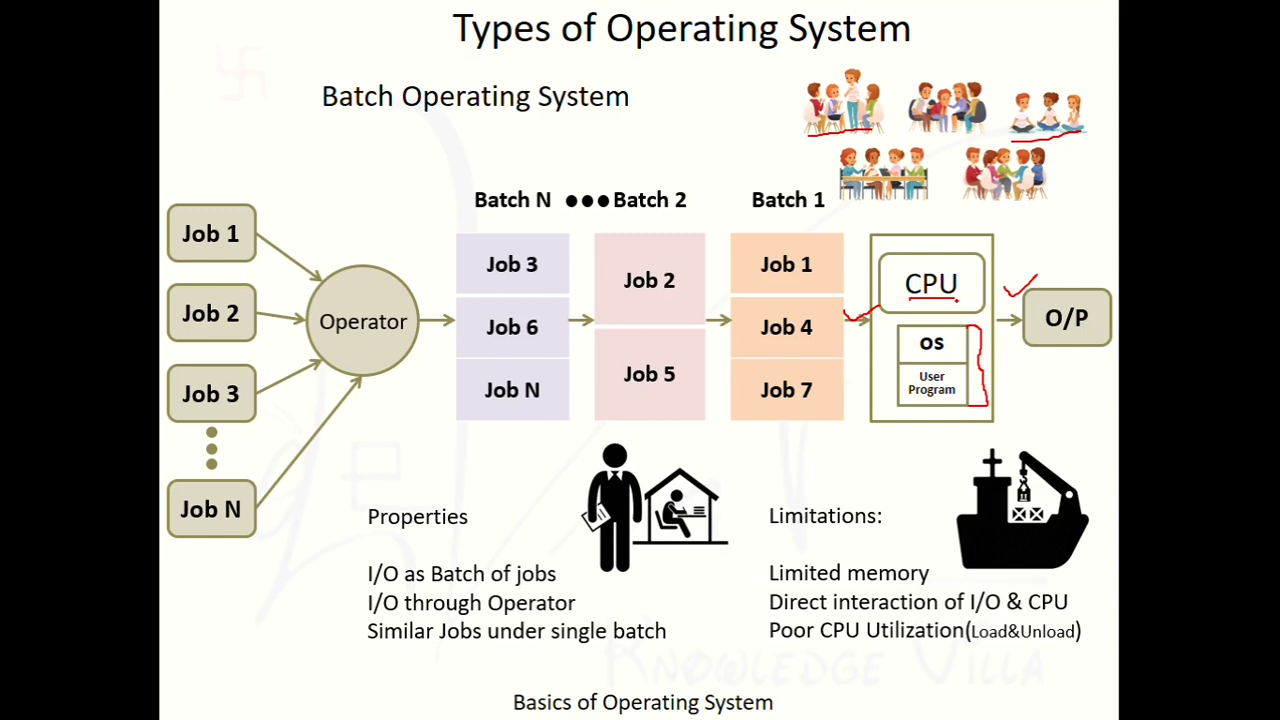 Types of Operating System
Batch Operating System
Batch N ●●● Batch 2 Batch 1
Job 1
Job 2
Job 3
Job N
Operator
Job 3
Job 6
Job N
Job 2
Job 5
Job 1
Job 4
Job 7
CPU
OS
User
Program
O/P
Properties
I/O as Batch of jobs
I/O through Operator
Similar Jobs under single batch
Limitations:
Limited memory
Direct interaction of I/O & CPU
Poor CPU Utilization(Load&Unload)
Knowledge Villa
Basics of Operating System